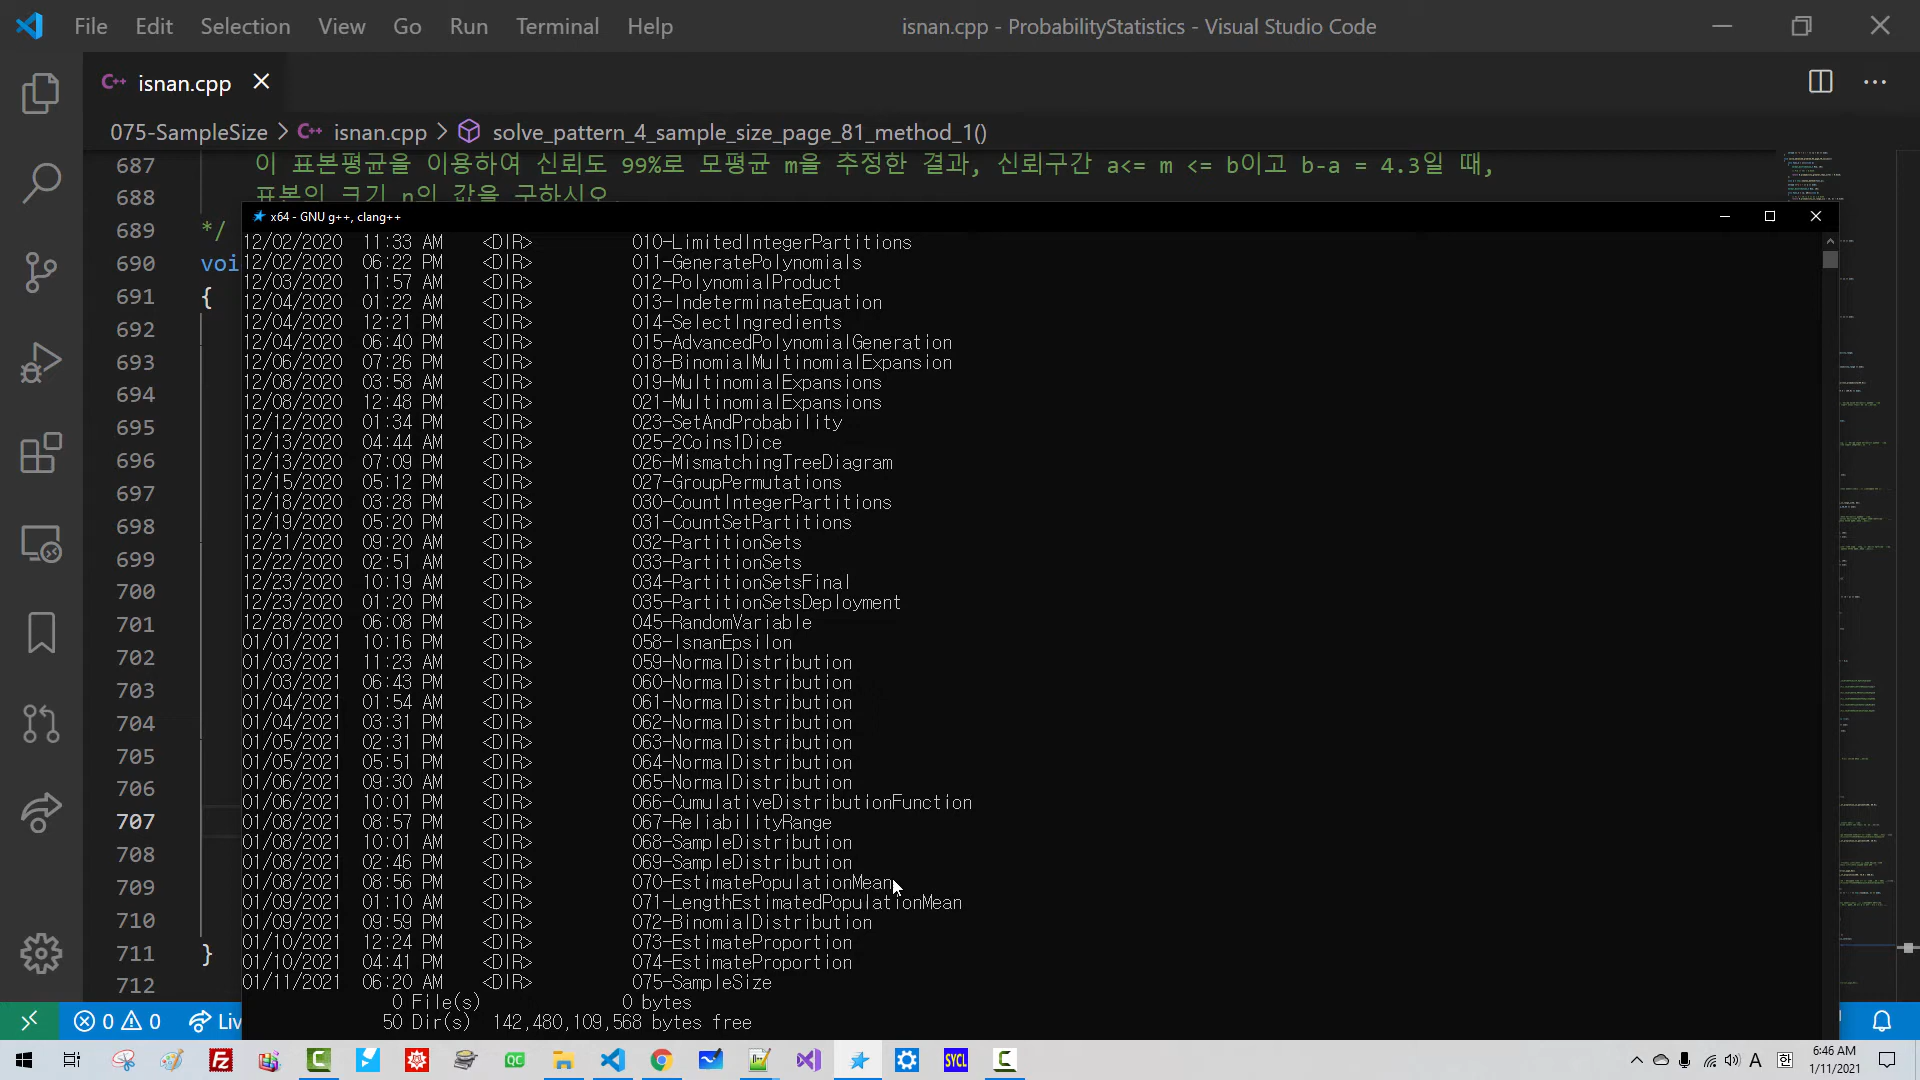 File Edit Selection View Go Run Terminal Help isnan.cpp - ProbabilityStatistics - Visual Studio Code
C++ isnan.cpp
075-SampleSize > C++ isnan.cpp > solve_pattern_4_sample_size_page_81_method_1()
687 이 표본평균을 이용하여 신뢰도 99%로 모평균 m을 추정한 결과, 신뢰구간 a<= m <= b이고 b-a = 4.3일 때,
688 표본의 크기 n의 값을 구하시오.
689 */
690 voi
691 {
692
693
694
695
696
697
698
699
700
701
702
703
704
705
706
707
708
709
710
711 }
712
x64 - GNU g++, clang++
12/02/2020 11:33 AM <DIR> 010-LimitedIntegerPartitions
12/02/2020 06:22 PM <DIR> 011-GeneratePolynomials
12/03/2020 11:57 AM <DIR> 012-PolynomialProduct
12/04/2020 01:22 AM <DIR> 013-IndeterminateEquation
12/04/2020 12:21 PM <DIR> 014-SelectIngredients
12/04/2020 06:40 PM <DIR> 015-AdvancedPolynomialGeneration
12/06/2020 07:26 PM <DIR> 018-BinomialMultinomialExpansion
12/08/2020 03:58 AM <DIR> 019-MultinomialExpansions
12/08/2020 12:48 PM <DIR> 021-MultinomialExpansions
12/12/2020 01:34 PM <DIR> 023-SetAndProbability
12/13/2020 04:44 AM <DIR> 025-2Coins1Dice
12/13/2020 07:09 PM <DIR> 026-MismatchingTreeDiagram
12/15/2020 05:12 PM <DIR> 027-GroupPermutations
12/18/2020 03:28 PM <DIR> 030-CountIntegerPartitions
12/19/2020 05:20 PM <DIR> 031-CountSetPartitions
12/21/2020 09:20 AM <DIR> 032-PartitionSets
12/22/2020 02:51 AM <DIR> 033-PartitionSets
12/23/2020 10:19 AM <DIR> 034-PartitionSetsFinal
12/23/2020 01:20 PM <DIR> 035-PartitionSetsDeployment
12/28/2020 06:08 PM <DIR> 045-RandomVariable
01/01/2021 10:16 PM <DIR> 058-IsnanEpsilon
01/03/2021 11:23 AM <DIR> 059-NormalDistribution
01/03/2021 06:43 PM <DIR> 060-NormalDistribution
01/04/2021 01:54 AM <DIR> 061-NormalDistribution
01/04/2021 03:31 PM <DIR> 062-NormalDistribution
01/05/2021 02:31 PM <DIR> 063-NormalDistribution
01/05/2021 05:51 PM <DIR> 064-NormalDistribution
01/06/2021 09:30 AM <DIR> 065-NormalDistribution
01/06/2021 10:01 PM <DIR> 066-CumulativeDistributionFunction
01/08/2021 08:57 PM <DIR> 067-ReliabilityRange
01/08/2021 10:01 AM <DIR> 068-SampleDistribution
01/08/2021 02:46 PM <DIR> 069-SampleDistribution
01/08/2021 08:56 PM <DIR> 070-EstimatePopulationMean
01/09/2021 01:10 AM <DIR> 071-LengthEstimatedPopulationMean
01/09/2021 09:59 PM <DIR> 072-BinomialDistribution
01/10/2021 12:24 PM <DIR> 073-EstimateProportion
01/10/2021 04:41 PM <DIR> 074-EstimateProportion
01/11/2021 06:20 AM <DIR> 075-SampleSize
0 File(s) 0 bytes
50 Dir(s) 142,480,109,568 bytes free
0 0 Liv
QC SYCL A 한 6:46 AM
1/11/2021